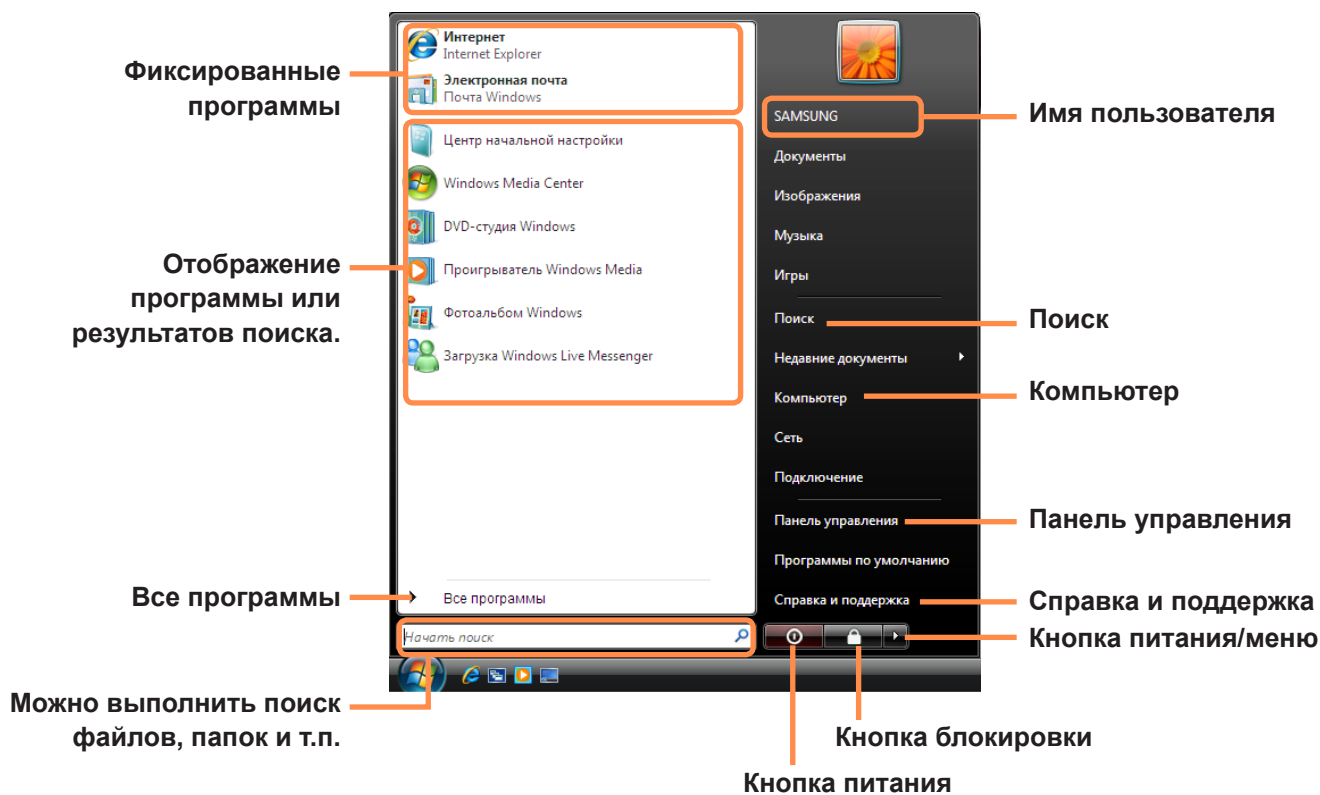 Фиксированные
программы
Отображение
программы или
результатов поиска.
Все программы
Можно выполнить поиск
файлов, папок и т.п.
Интернет
Internet Explorer
Электронная почта
Почта Windows
Центр начальной настройки
Windows Media Center
DVD-студия Windows
Проигрыватель Windows Media
Фотоальбом Windows
Загрузка Windows Live Messenger
Все программы
Начать поиск
SAMSUNG
Документы
Изображения
Музыка
Игры
Поиск
Недавние документы
Компьютер
Сеть
Подключение
Панель управления
Программы по умолчанию
Справка и поддержка
Имя пользователя
Поиск
Компьютер
Панель управления
Справка и поддержка
Кнопка питания/меню
Кнопка блокировки
Кнопка питания